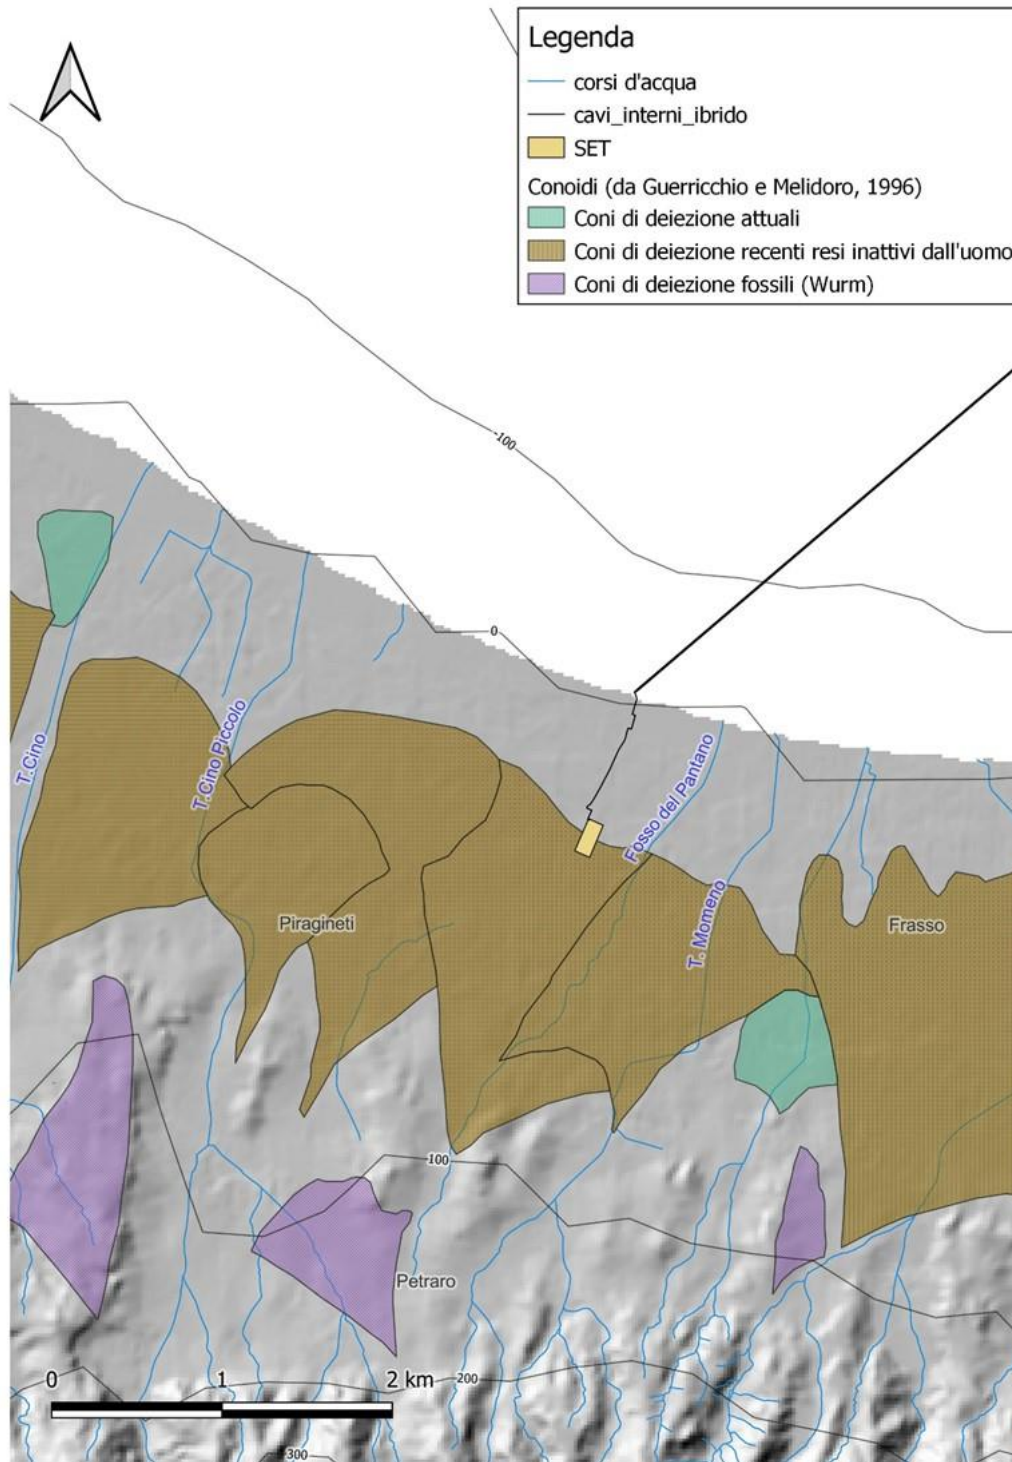 Legenda
corsi d'acqua
cavi_interni_ibrido
SET
Conoidi (da Guerricchio e Melidoro, 1996)
Coni di deiezione attuali
Coni di deiezione recenti resi inattivi dall'uomo
Coni di deiezione fossili (Wurm)
-100
0
T.Cino
T.Cino Piccolo
Fosso del Pantano
T. Momeno
Piragineti
Frasso
100
Petraro
0 1 2 km
200
300